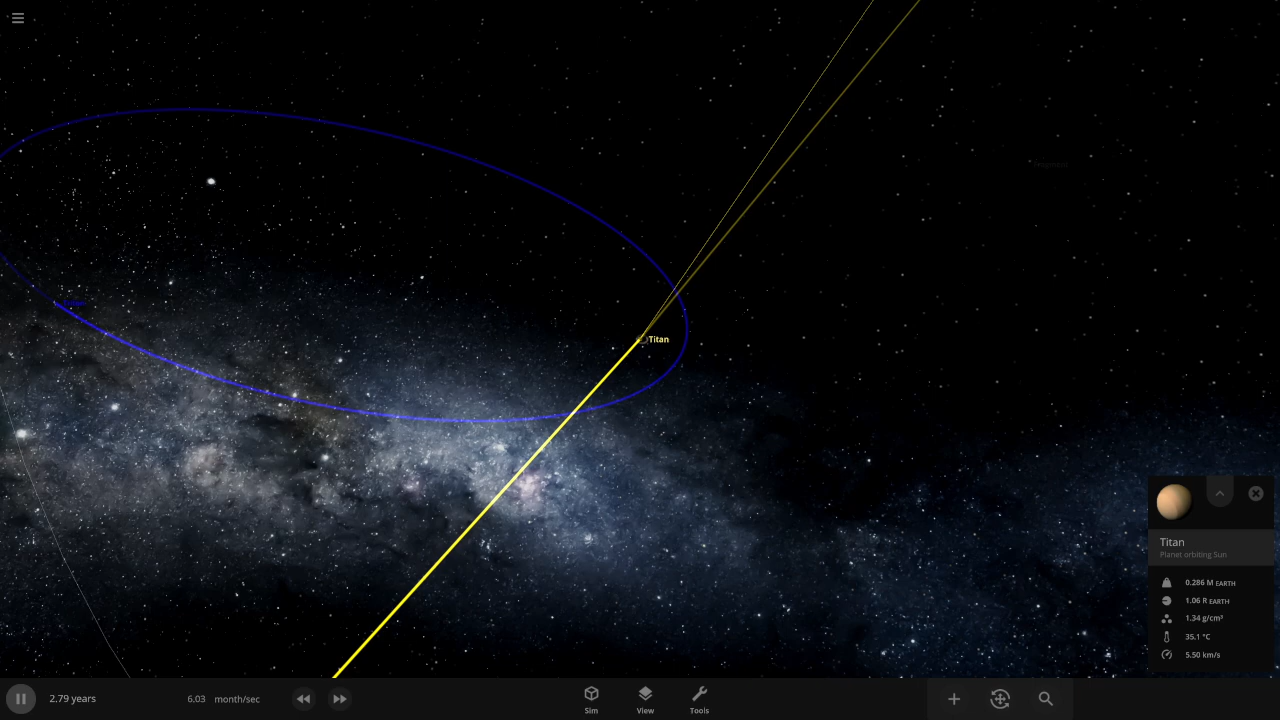 Titan
Titan
Planet orbiting Sun
0.286 M EARTH
1.06 R EARTH
1.34 g/cm³
35.1 °C
5.50 km/s
2.79 years
6.03 month/sec
Sim
View
Tools